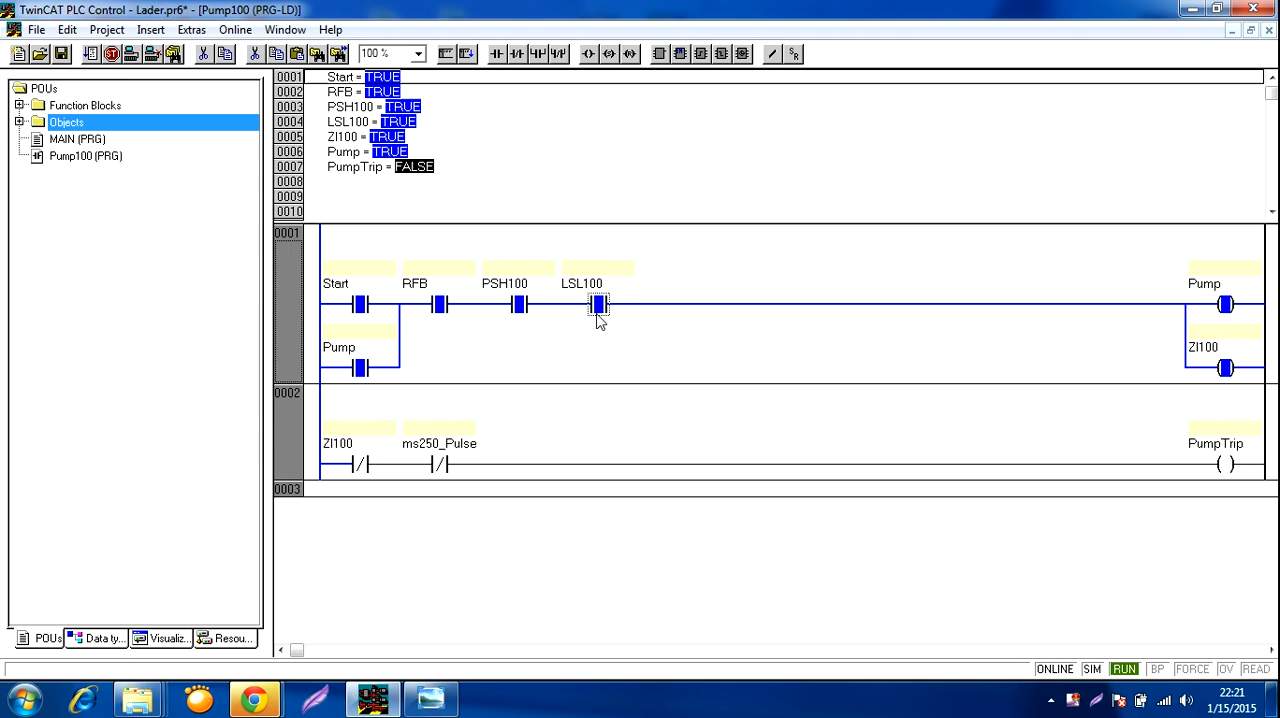 TwinCAT PLC Control - Lader.pr6* - [Pump100 (PRG-LD)]
File Edit Project Insert Extras Online Window Help
100 %
POUs
Function Blocks
Objects
MAIN (PRG)
Pump100 (PRG)
0001 Start = TRUE
0002 RFB = TRUE
0003 PSH100 = TRUE
0004 LSL100 = TRUE
0005 ZI100 = TRUE
0006 Pump = TRUE
0007 PumpTrip = FALSE
0008
0009
0010
0001
Start RFB PSH100 LSL100 Pump
Pump ZI100
0002
ZI100 ms250_Pulse PumpTrip
0003
POUs Data ty... Visualiz... Resou...
ONLINE SIM RUN BP FORCE OV READ
22:21
1/15/2015